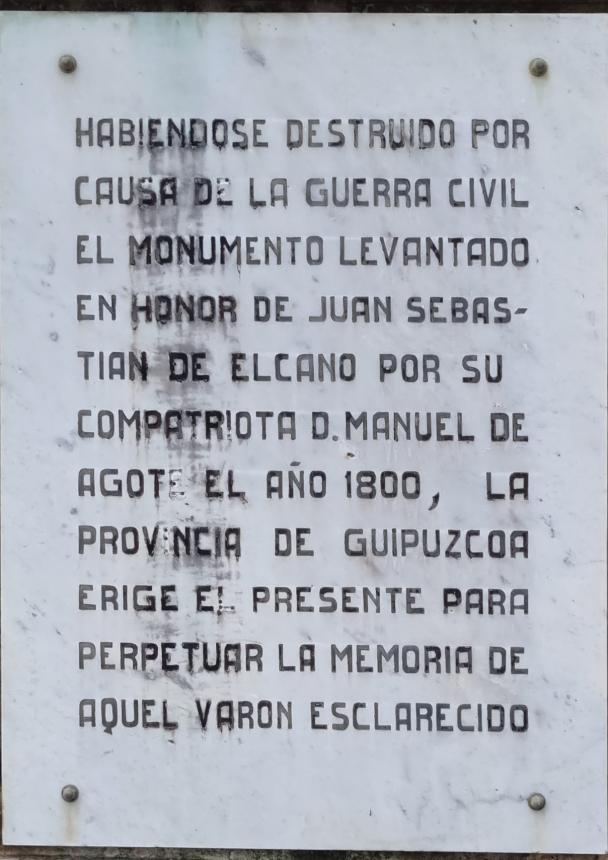 HABIENDOSE DESTRUIDO POR
CAUSA DE LA GUERRA CIVIL
EL MONUMENTO LEVANTADO
EN HONOR DE JUAN SEBAS-
TIAN DE ELCANO POR SU
COMPATRIOTA D. MANUEL DE
AGOTE EL AÑO 1800, LA
PROVINCIA DE GUIPUZCOA
ERIGE EL PRESENTE PARA
PERPETUAR LA MEMORIA DE
AQUEL VARON ESCLARECIDO